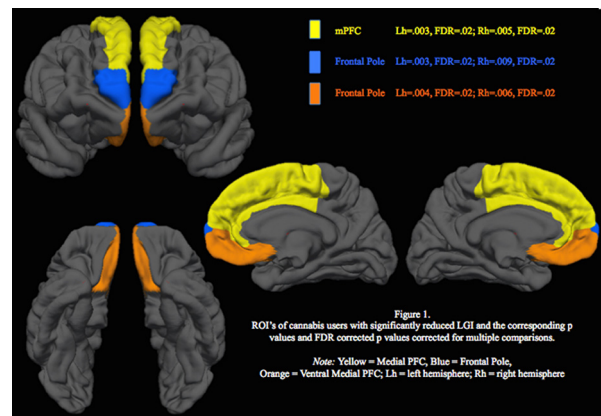 mPFC Lh=.003, FDR=.02; Rh=.005, FDR=.02
Frontal Pole Lh=.003, FDR=.02; Rh=.009, FDR=.02
Frontal Pole Lh=.004, FDR=.02; Rh=.006, FDR=.02
Figure 1.
ROI's of cannabis users with significantly reduced LGI and the corresponding p
values and FDR corrected p values corrected for multiple comparisons.
Note: Yellow = Medial PFC, Blue = Frontal Pole,
Orange = Ventral Medial PFC; Lh = left hemisphere; Rh = right hemisphere